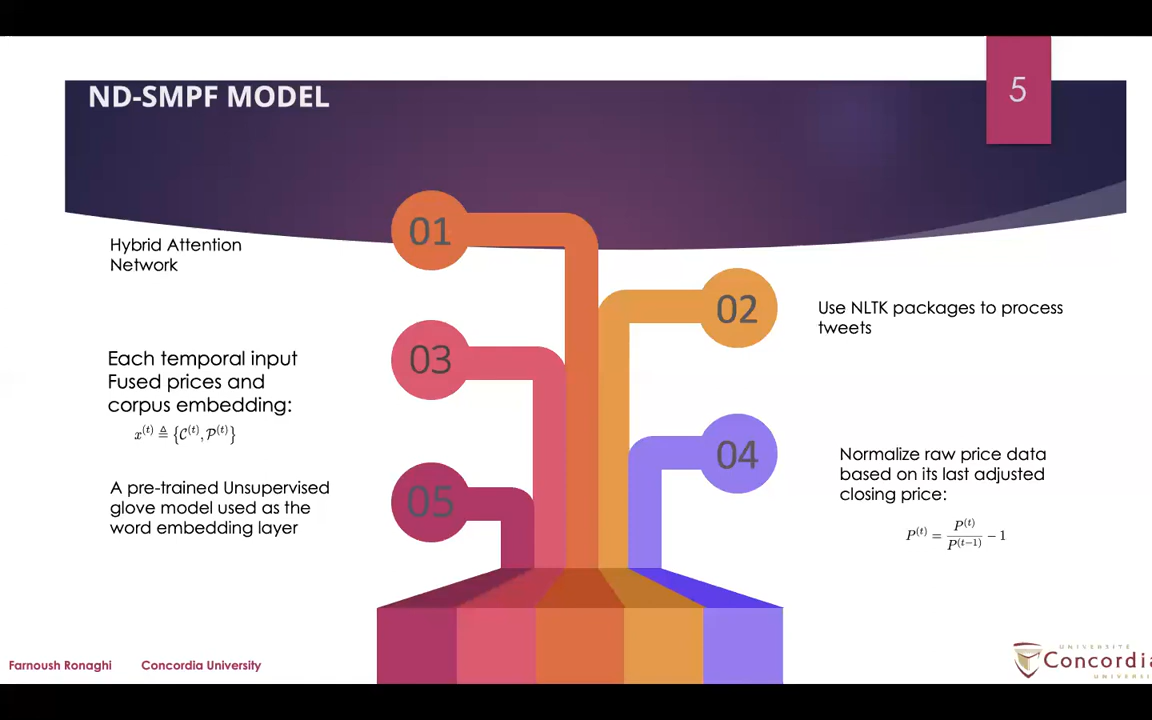 ND-SMPF MODEL
5
01
Hybrid Attention
Network
02
Use NLTK packages to process
tweets
03
Each temporal input
Fused prices and
corpus embedding:
x^(t) ≜ {𝒞^(t), 𝒫^(t)}
04
Normalize raw price data
based on its last adjusted
closing price:
P^(t) = P^(t) / P^(t−1) − 1
05
A pre-trained Unsupervised
glove model used as the
word embedding layer
Farnoush Ronaghi Concordia University
UNIVERSITÉ
Concordia